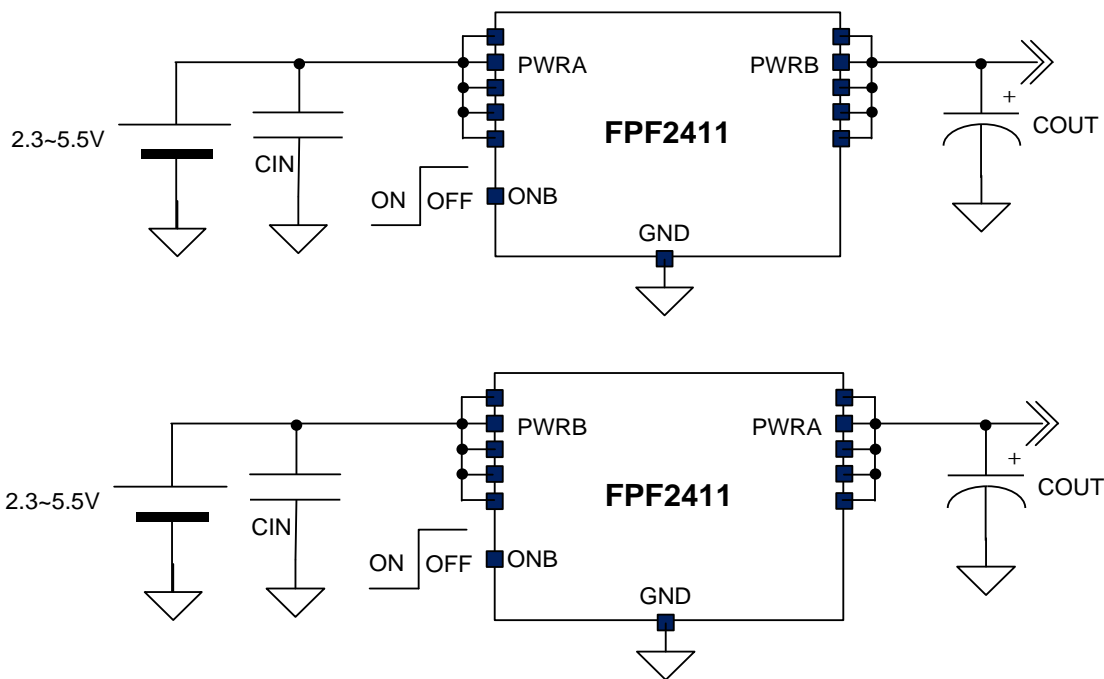 PWRA PWRB
FPF2411
2.3~5.5V
CIN
+
COUT
ON OFF
ONB
GND
PWRB PWRA
FPF2411
2.3~5.5V
CIN
+
COUT
ON OFF
ONB
GND